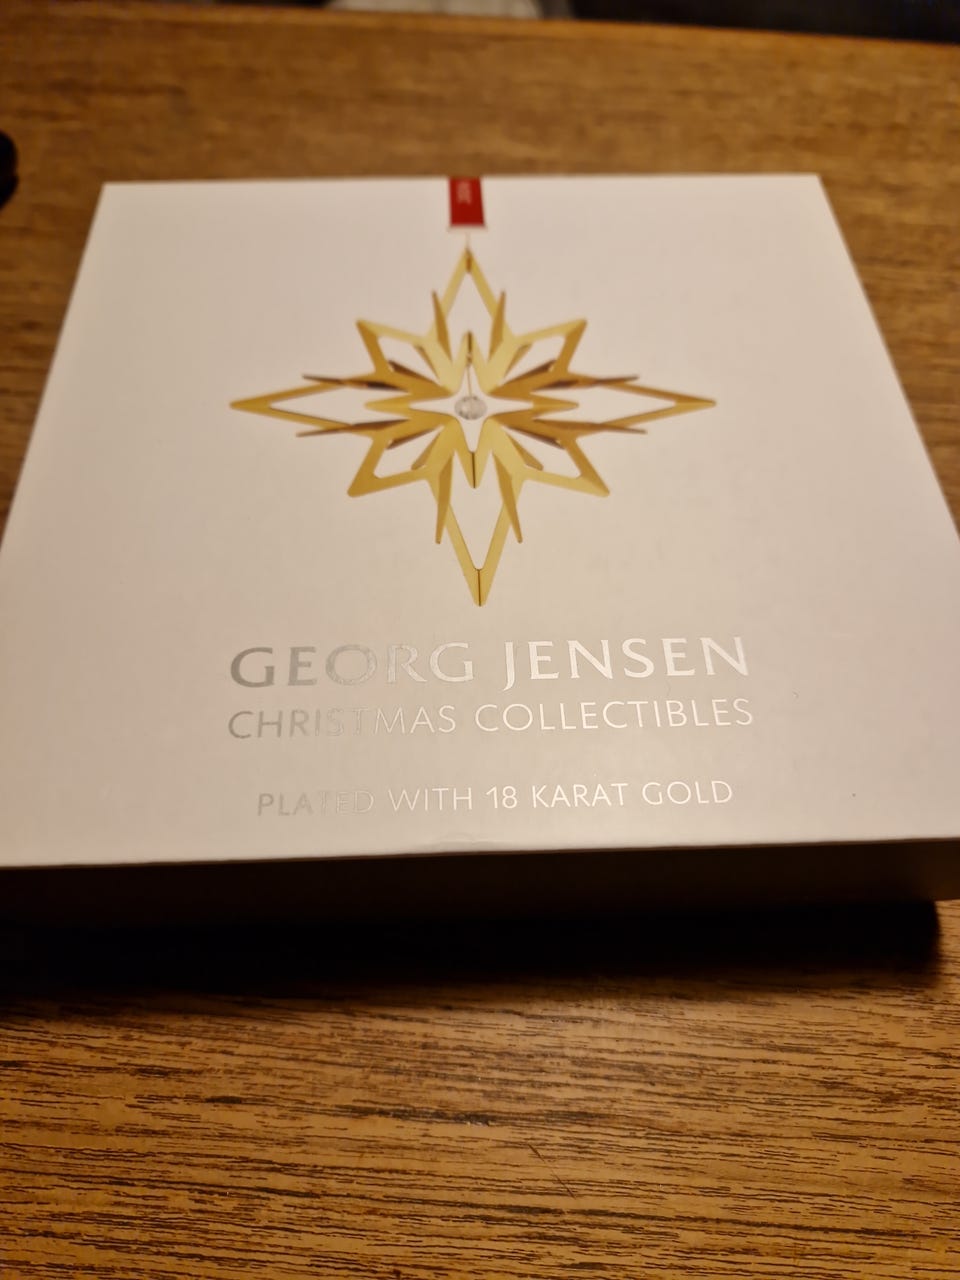 GEORG JENSEN
CHRISTMAS COLLECTIBLES
PLATED WITH 18 KARAT GOLD